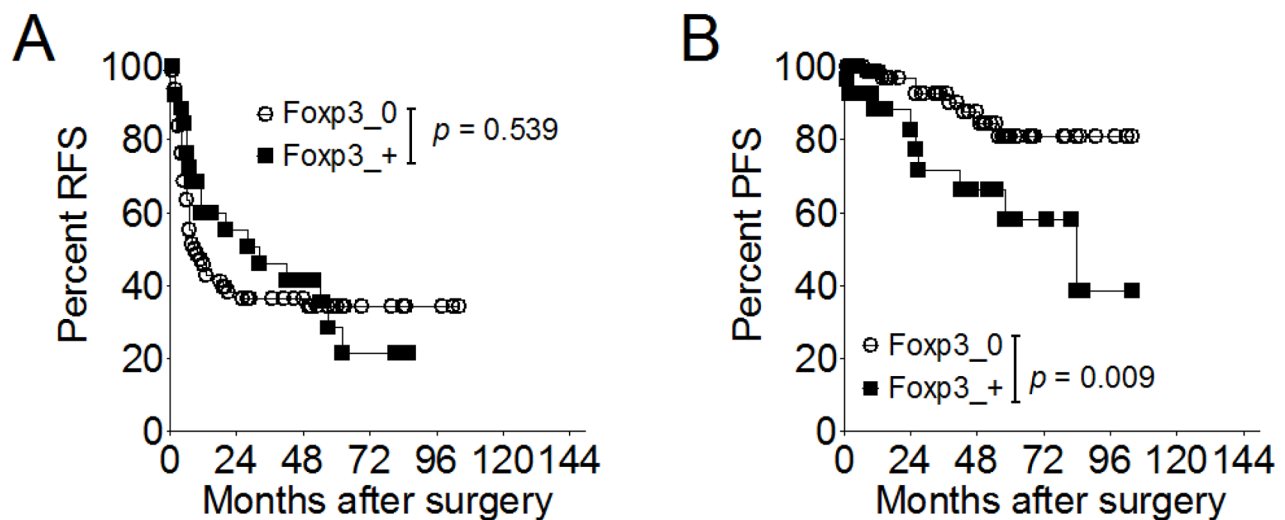 A
Percent RFS
100
80
60
40
20
0
Foxp3_0
Foxp3_+
p = 0.539
0 24 48 72 96 120 144
Months after surgery
B
Percent PFS
100
80
60
40
20
0
Foxp3_0
Foxp3_+
p = 0.009
0 24 48 72 96 120 144
Months after surgery